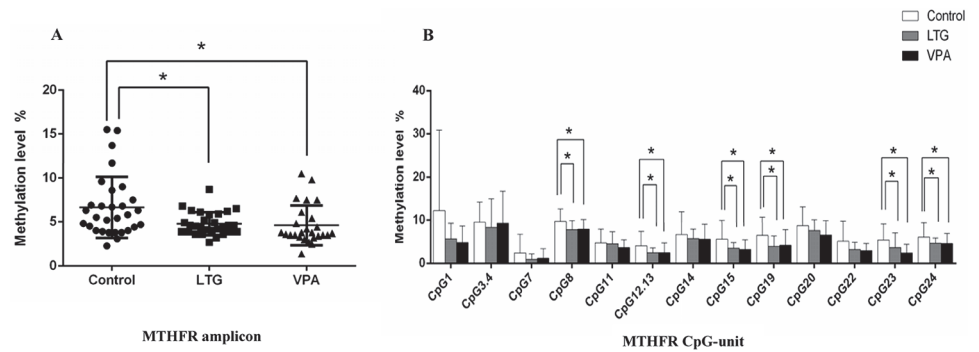 A
Methylation level %
20
15
10
5
0
*
*
Control
LTG
VPA
MTHFR amplicon
B
Control
LTG
VPA
Methylation level %
40
30
20
10
0
*
*
*
*
*
*
*
*
*
*
*
*
CpG1
CpG3.4
CpG7
CpG8
CpG11
CpG12.13
CpG14
CpG15
CpG19
CpG20
CpG22
CpG23
CpG24
MTHFR CpG-unit